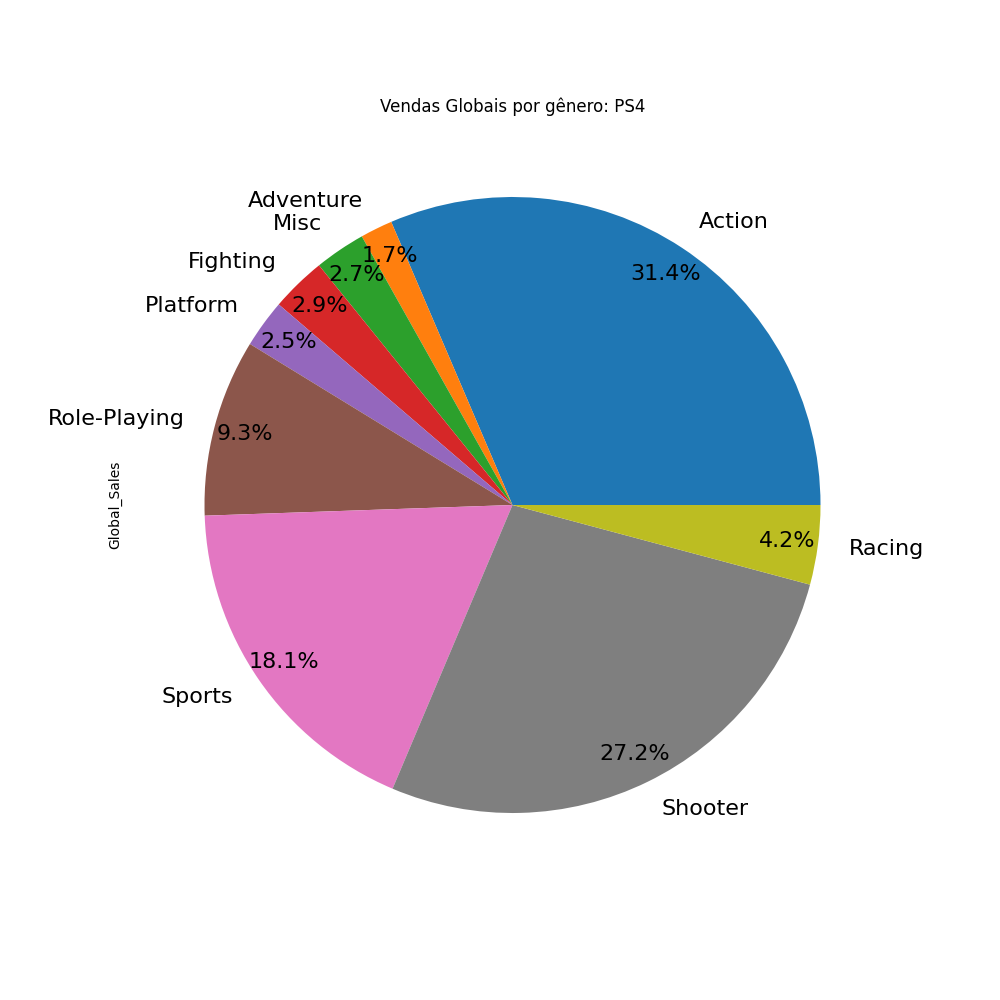 Vendas Globais por gênero: PS4
Adventure
Misc
Action
Fighting
Platform
Role-Playing
Sports
Shooter
Racing
1.7%
2.7%
31.4%
2.9%
2.5%
9.3%
18.1%
27.2%
4.2%
Global_Sales